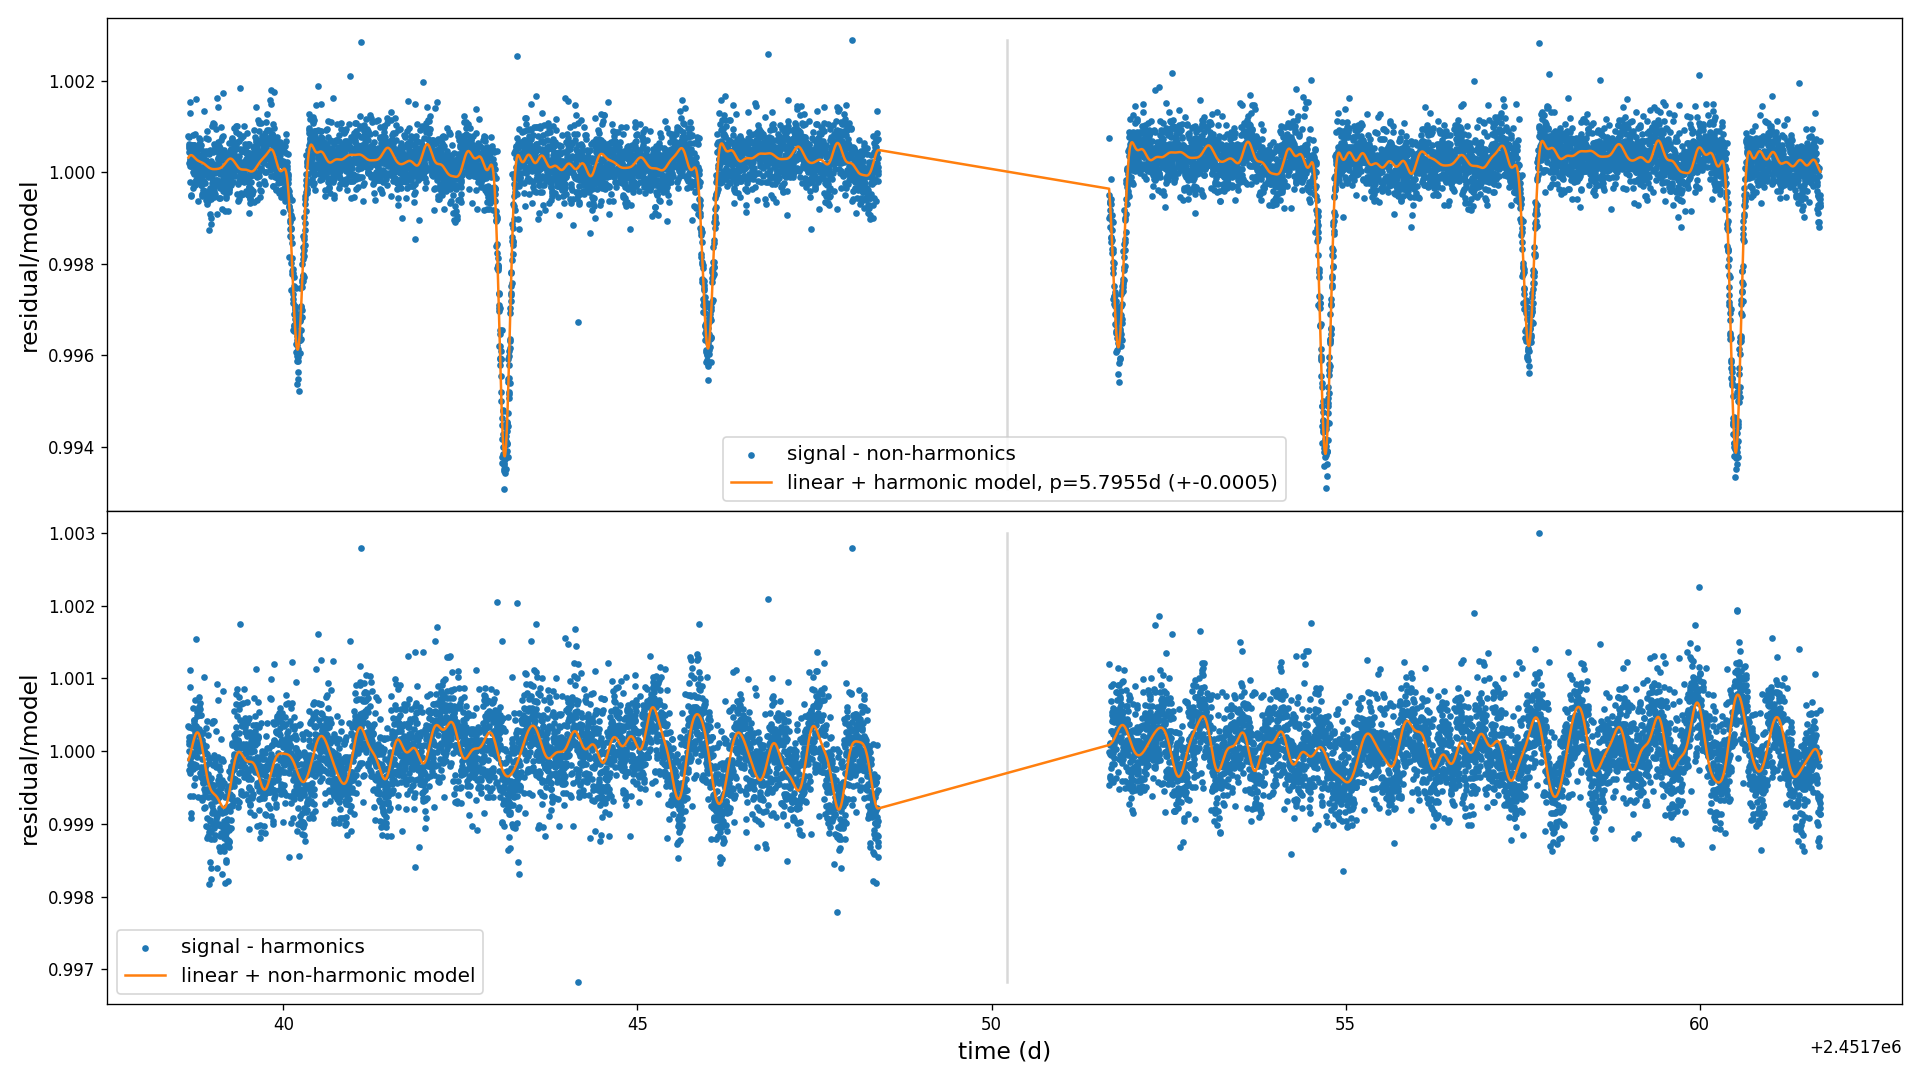 1.002
1.000
0.998
0.996
0.994
residual/model
signal - non-harmonics
linear + harmonic model, p=5.7955d (+-0.0005)
1.003
1.002
1.001
1.000
0.999
0.998
0.997
residual/model
signal - harmonics
linear + non-harmonic model
40
45
50
55
60
time (d)
+2.4517e6